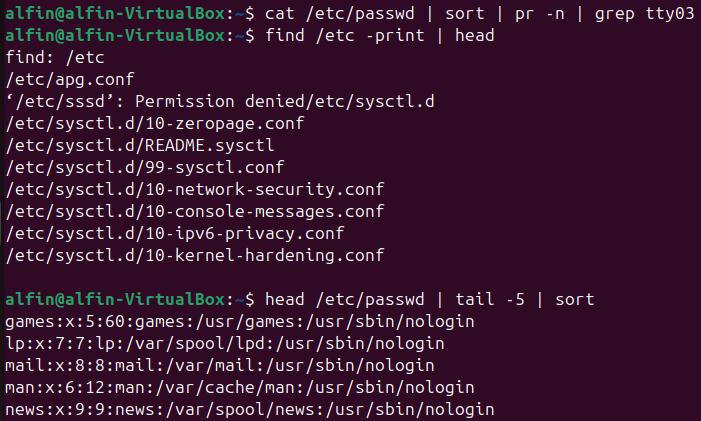 alfin@alfin-VirtualBox:~$ cat /etc/passwd | sort | pr -n | grep tty03
alfin@alfin-VirtualBox:~$ find /etc -print | head
find: /etc
/etc/apg.conf
‘/etc/sssd’: Permission denied/etc/sysctl.d
/etc/sysctl.d/10-zeropage.conf
/etc/sysctl.d/README.sysctl
/etc/sysctl.d/99-sysctl.conf
/etc/sysctl.d/10-network-security.conf
/etc/sysctl.d/10-console-messages.conf
/etc/sysctl.d/10-ipv6-privacy.conf
/etc/sysctl.d/10-kernel-hardening.conf
alfin@alfin-VirtualBox:~$ head /etc/passwd | tail -5 | sort
games:x:5:60:games:/usr/games:/usr/sbin/nologin
lp:x:7:7:lp:/var/spool/lpd:/usr/sbin/nologin
mail:x:8:8:mail:/var/mail:/usr/sbin/nologin
man:x:6:12:man:/var/cache/man:/usr/sbin/nologin
news:x:9:9:news:/var/spool/news:/usr/sbin/nologin